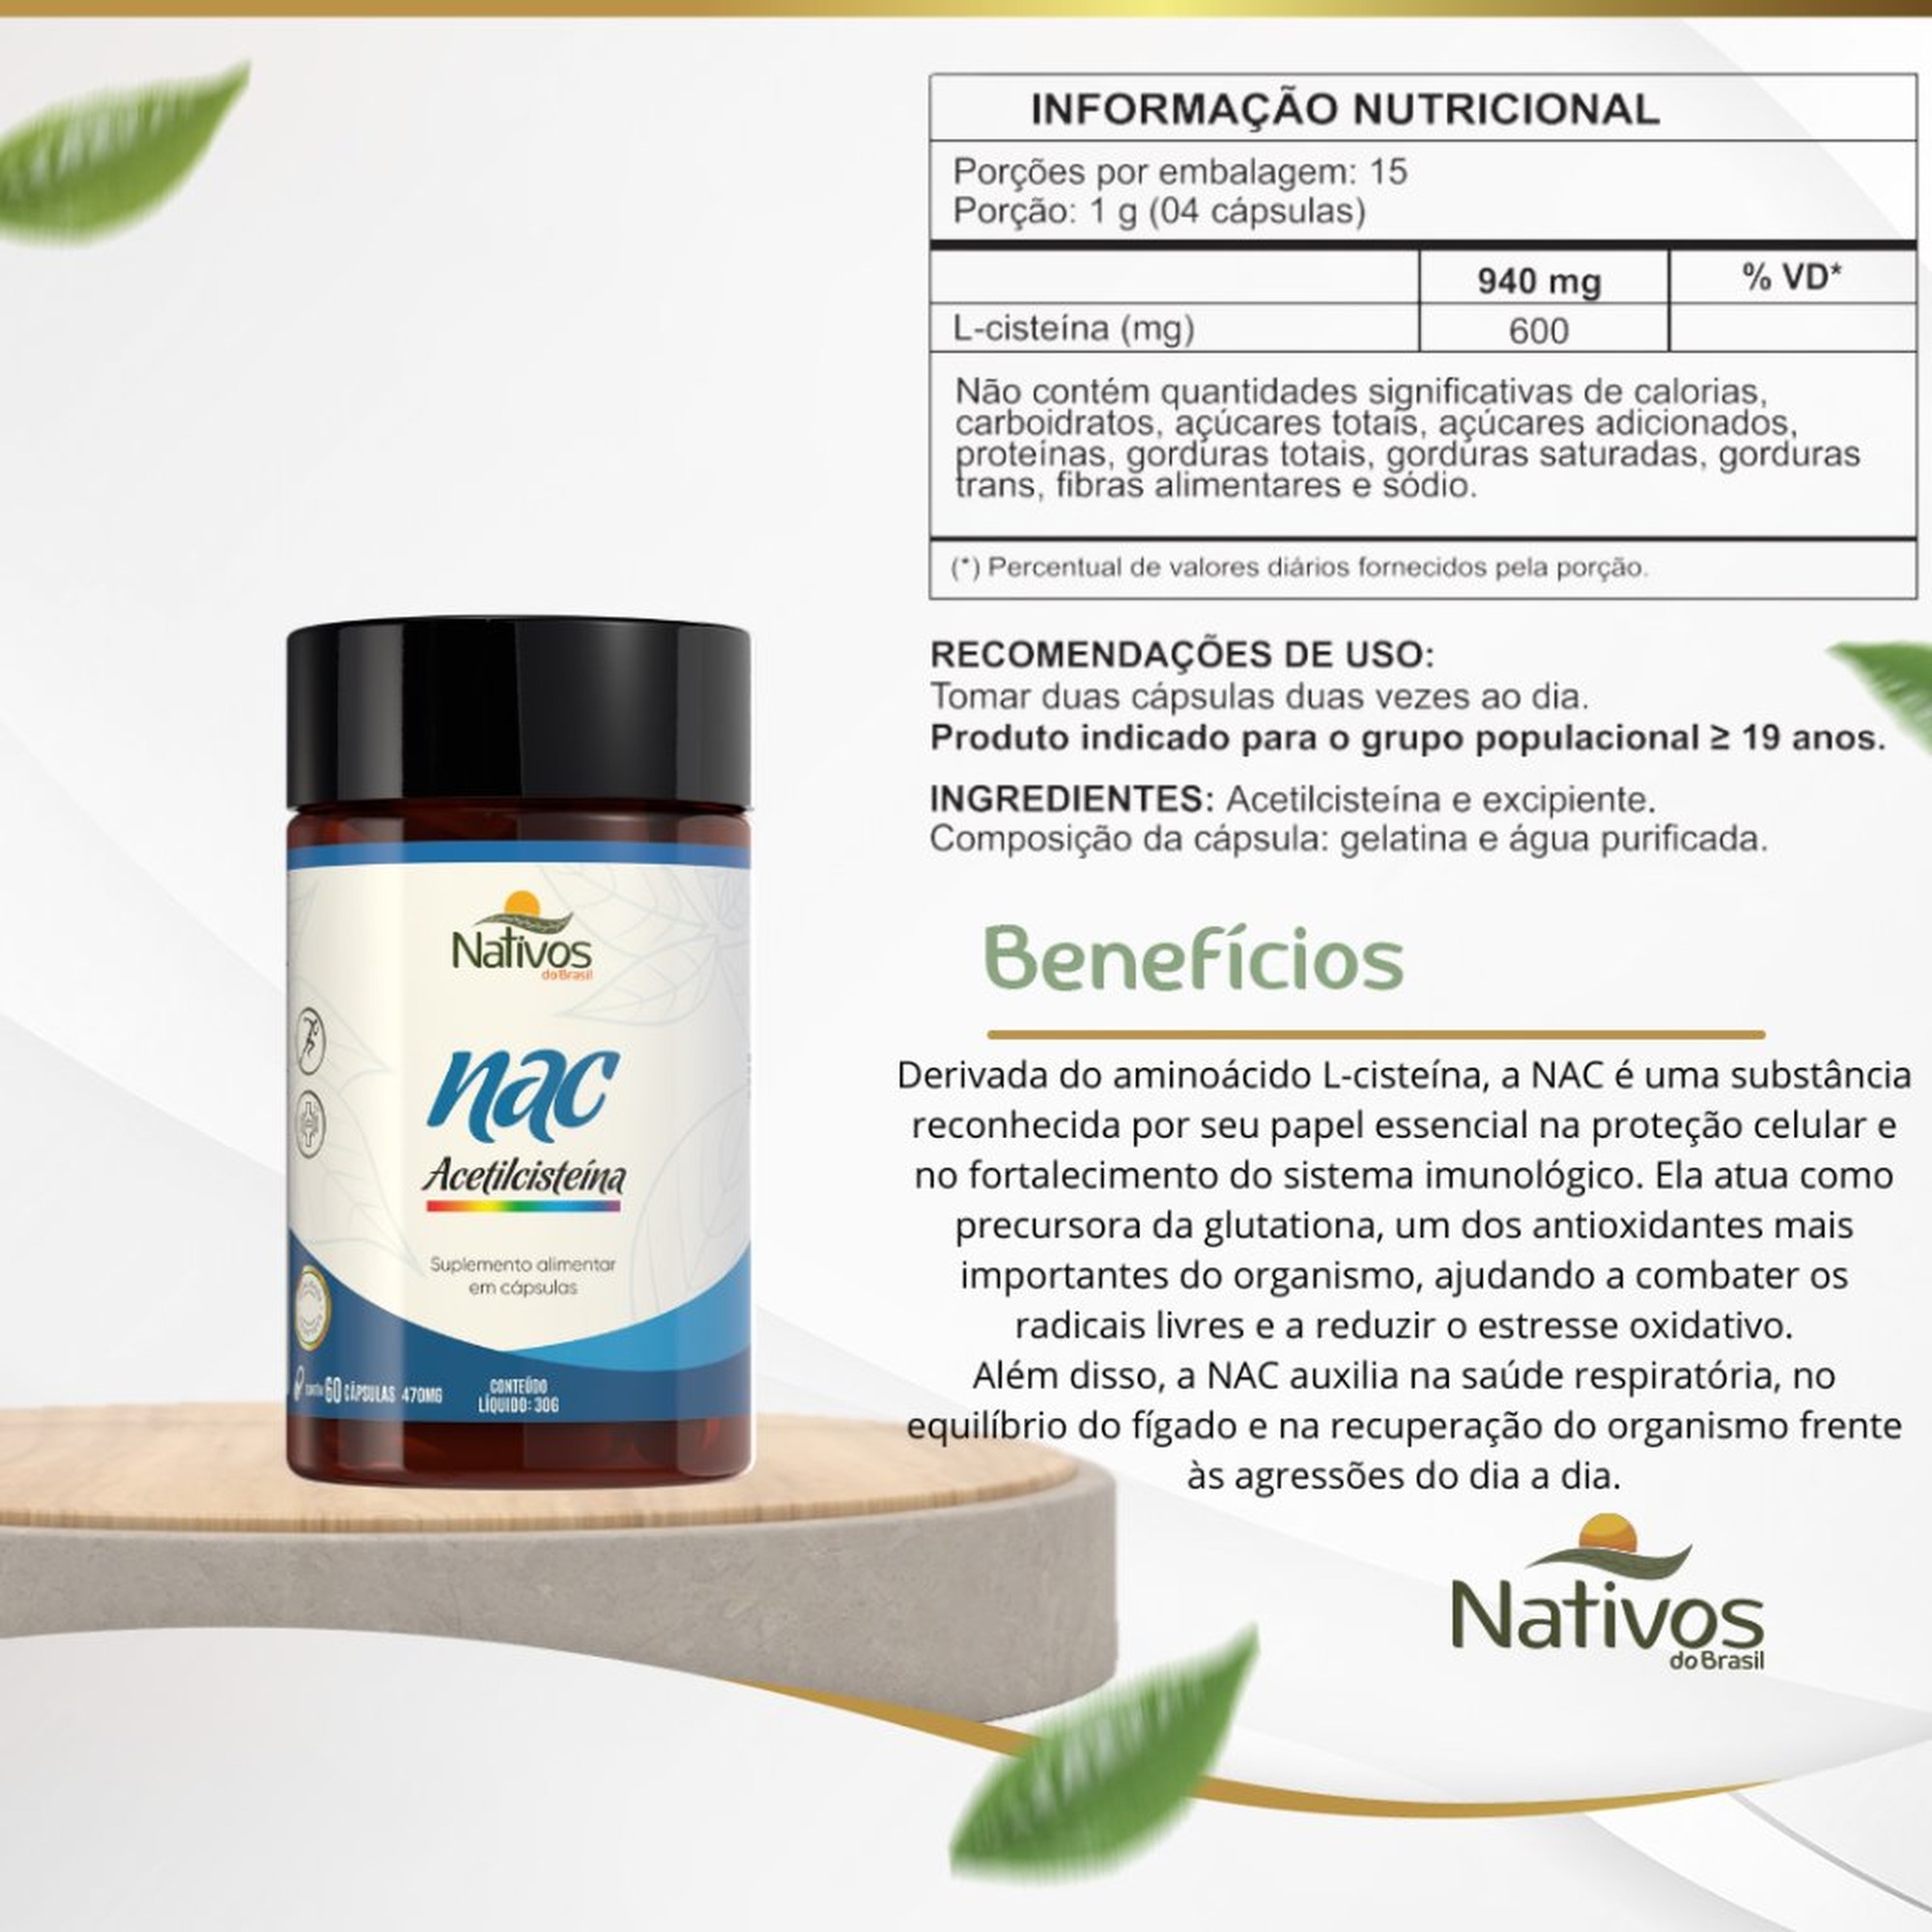 INFORMAÇÃO NUTRICIONAL
Porções por embalagem: 15
Porção: 1 g (04 cápsulas)
940 mg % VD*
L-cisteína (mg) 600
Não contém quantidades significativas de calorias,
carboidratos, açúcares totais, açúcares adicionados,
proteínas, gorduras totais, gorduras saturadas, gorduras
trans, fibras alimentares e sódio.
(*) Percentual de valores diários fornecidos pela porção.
RECOMENDAÇÕES DE USO:
Tomar duas cápsulas duas vezes ao dia.
Produto indicado para o grupo populacional ≥ 19 anos.
INGREDIENTES: Acetilcisteína e excipiente.
Composição da cápsula: gelatina e água purificada.
Benefícios
Derivada do aminoácido L-cisteína, a NAC é uma substância
reconhecida por seu papel essencial na proteção celular e
no fortalecimento do sistema imunológico. Ela atua como
precursora da glutationa, um dos antioxidantes mais
importantes do organismo, ajudando a combater os
radicais livres e a reduzir o estresse oxidativo.
Além disso, a NAC auxilia na saúde respiratória, no
equilíbrio do fígado e na recuperação do organismo frente
às agressões do dia a dia.
Nativos
do Brasil
Nativos
do Brasil
nac
Acetilcisteína
Suplemento alimentar
em cápsulas
60 CÁPSULAS 470MG
CONTEÚDO
LÍQUIDO: 30G